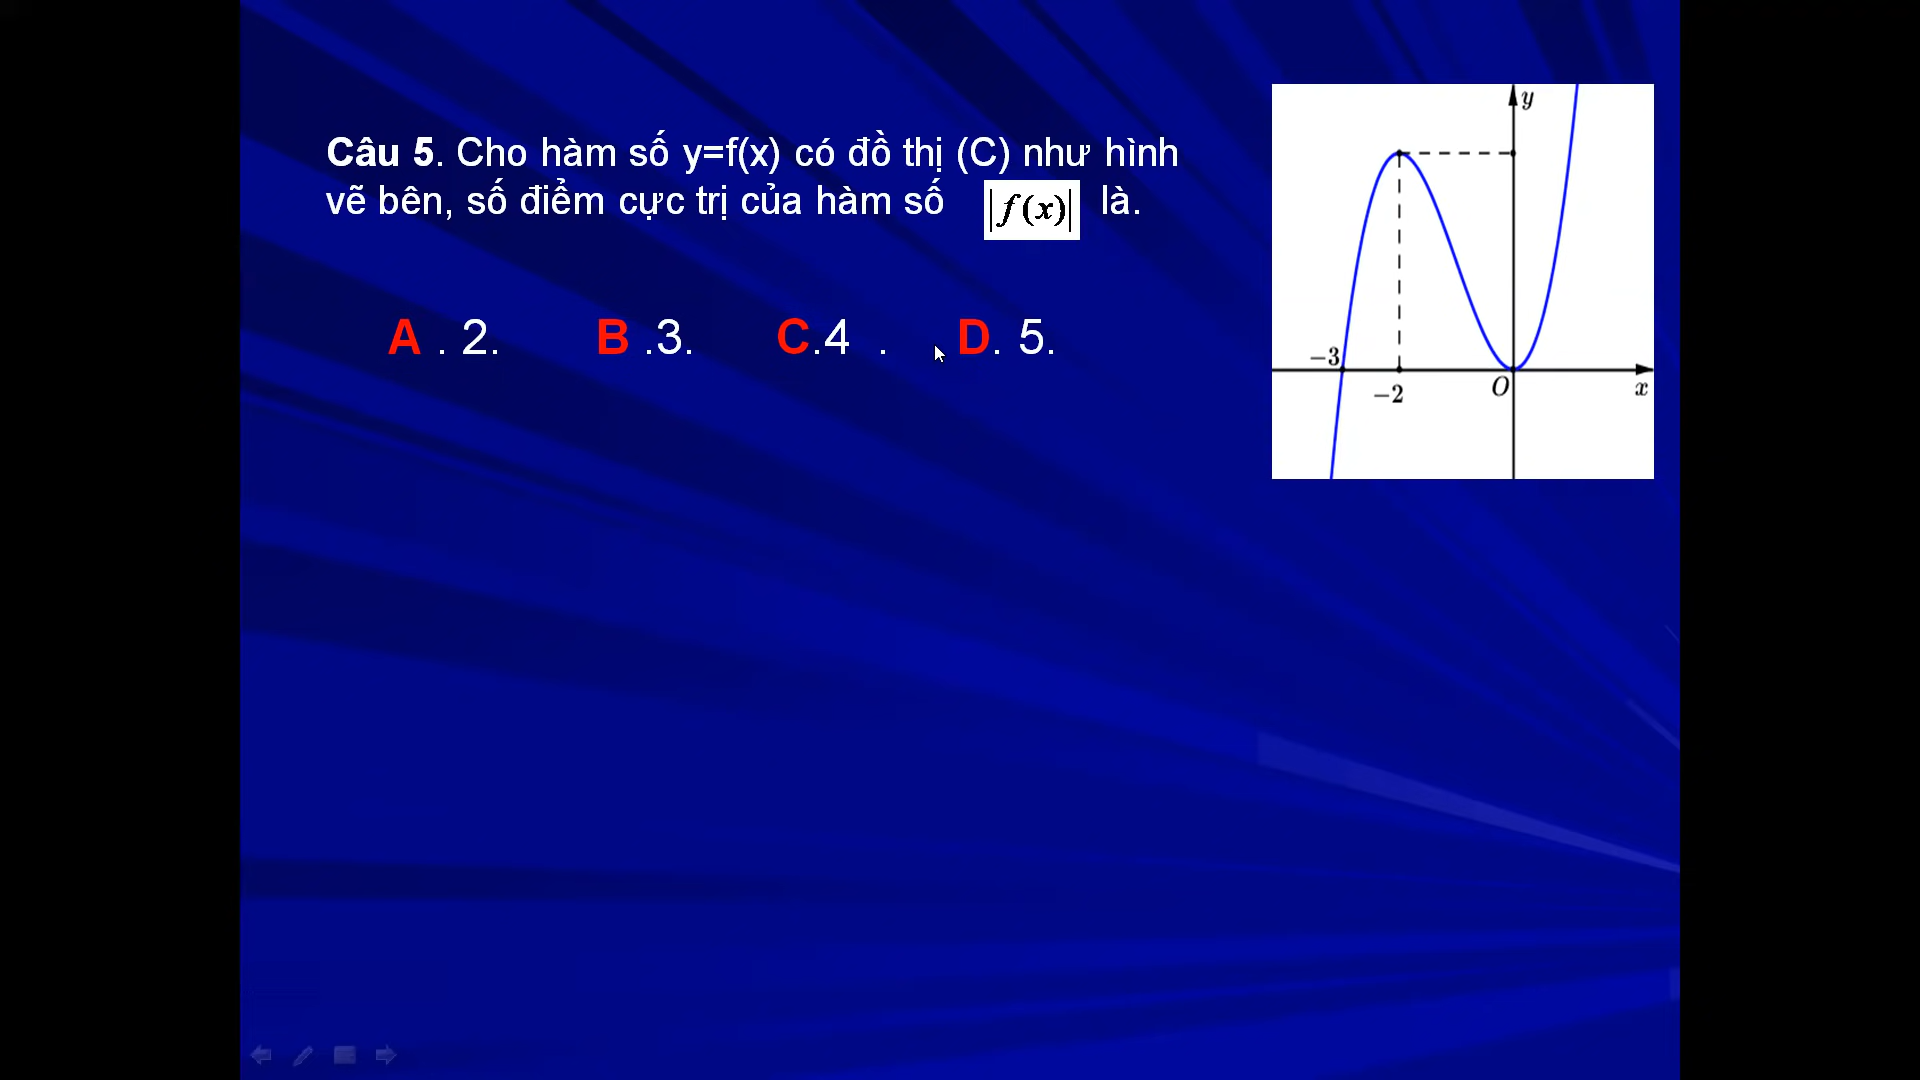 Câu 5. Cho hàm số y=f(x) có đồ thị (C) như hình
vẽ bên, số điểm cực trị của hàm số |f(x)| là.
A . 2. B .3. C.4 . D. 5.
y
−3
−2
O
x